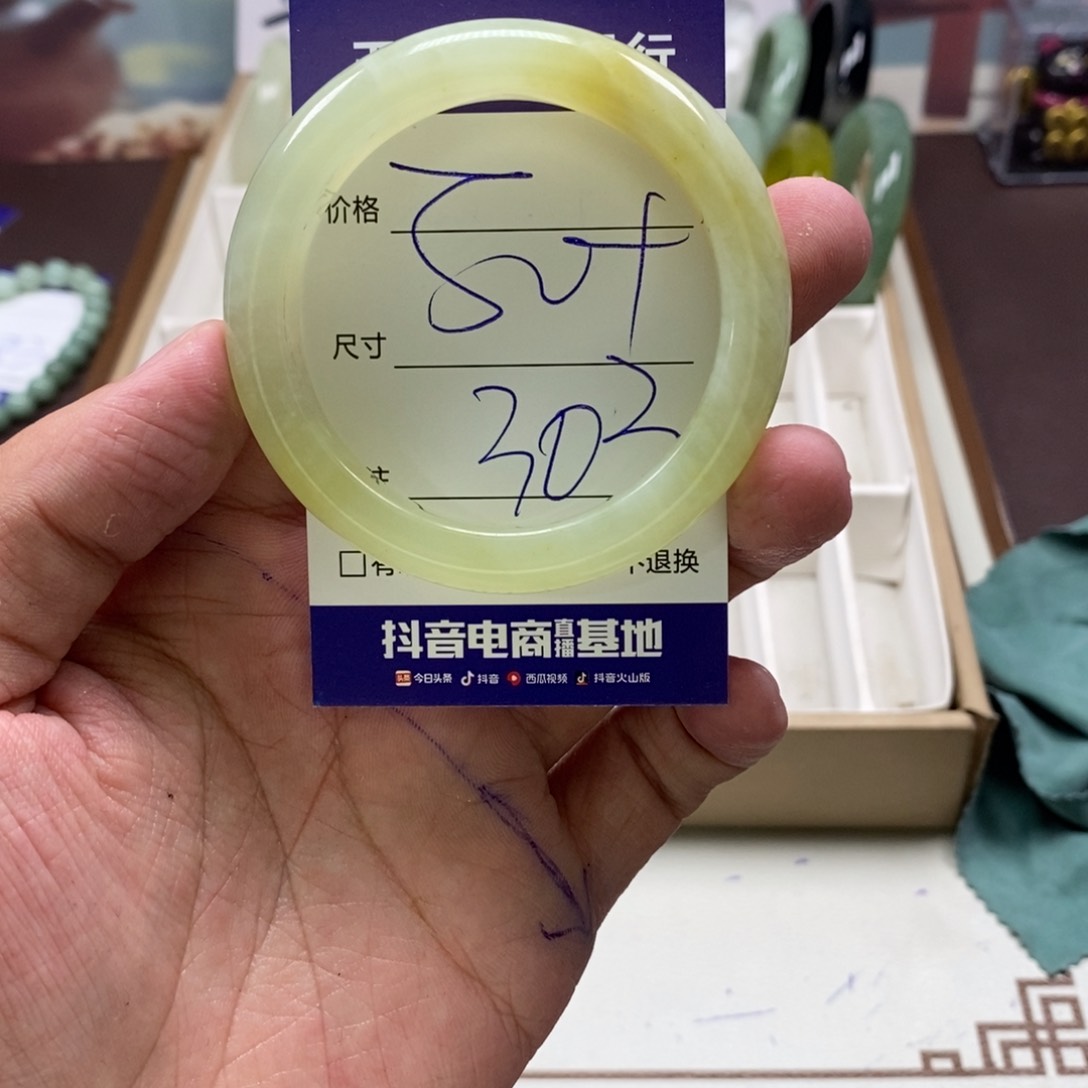 行
价格
尺寸
302
□ 不退换
抖音电商直播基地
今日头条 抖音 西瓜视频 抖音火山版